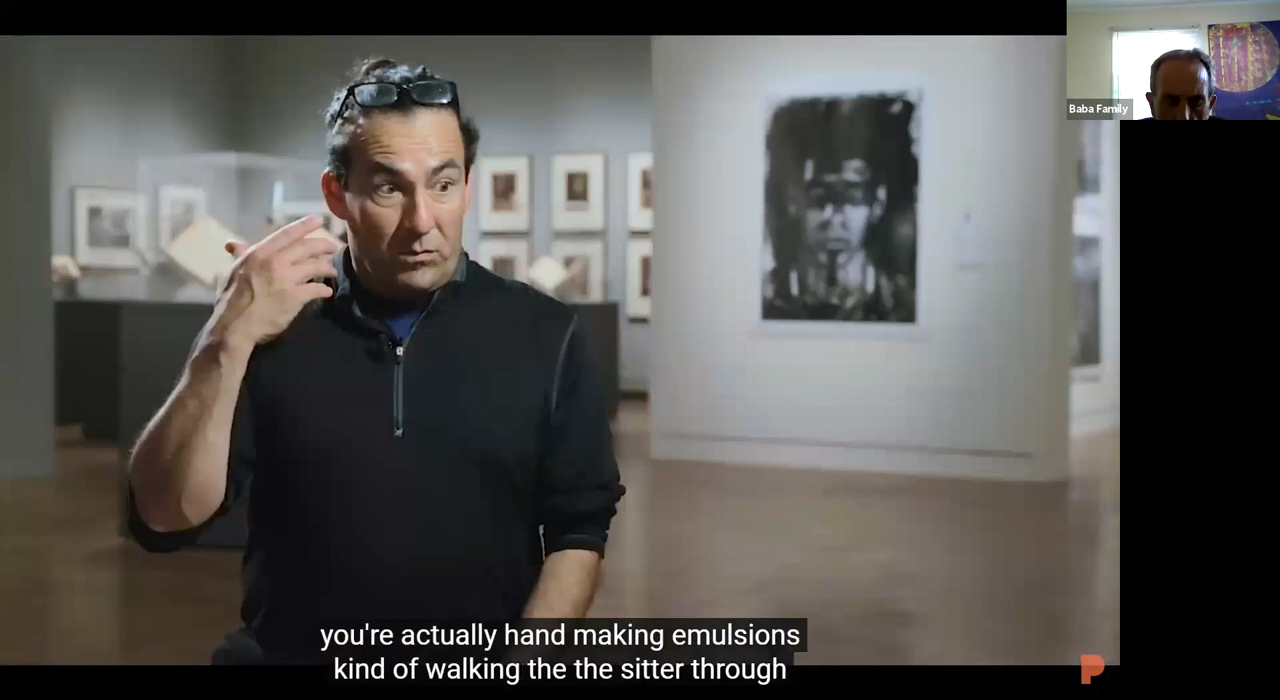 Baba Family
you're actually hand making emulsions
kind of walking the the sitter through